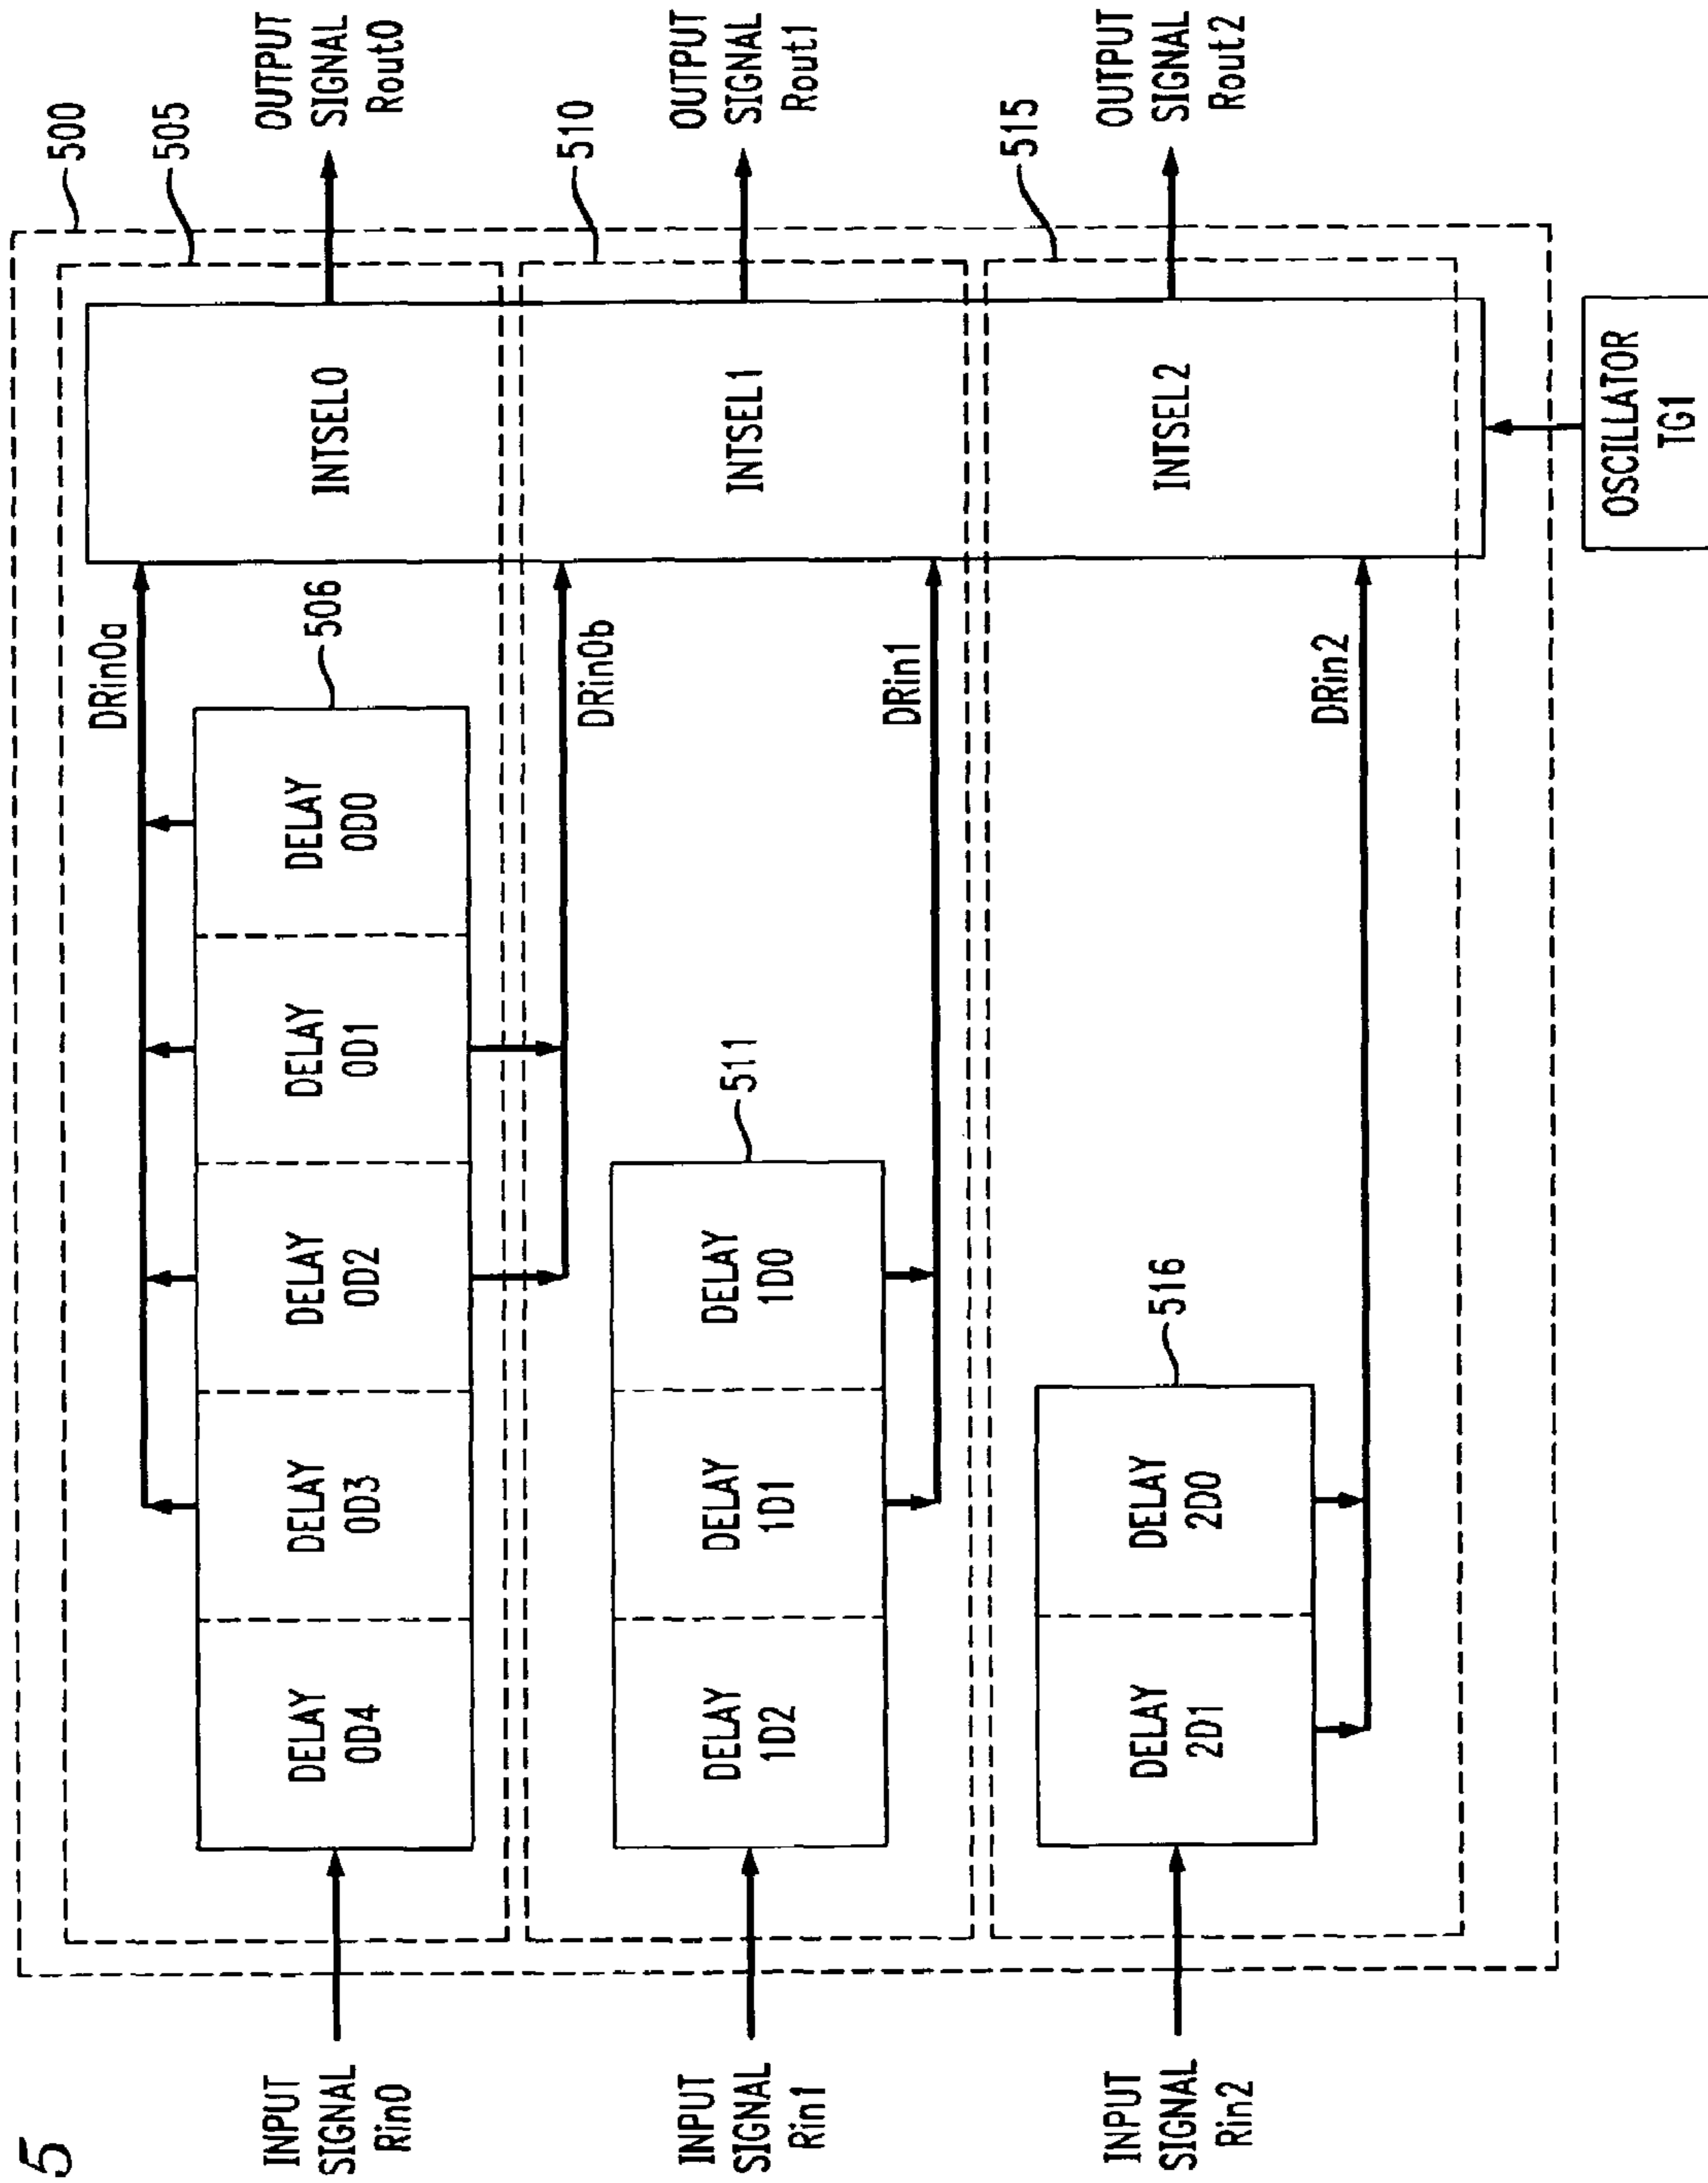 5
500
505
OUTPUT
SIGNAL
Rout0
510
OUTPUT
SIGNAL
Rout1
515
OUTPUT
SIGNAL
Rout2
INTSEL0
INTSEL1
INTSEL2
OSCILLATOR
TG1
DRin0a
506
DRin0b
DRin1
DRin2
DELAY
0D4
DELAY
0D3
DELAY
0D2
DELAY
0D1
DELAY
0D0
511
DELAY
1D2
DELAY
1D1
DELAY
1D0
516
DELAY
2D1
DELAY
2D0
INPUT
SIGNAL
Rin0
INPUT
SIGNAL
Rin1
INPUT
SIGNAL
Rin2